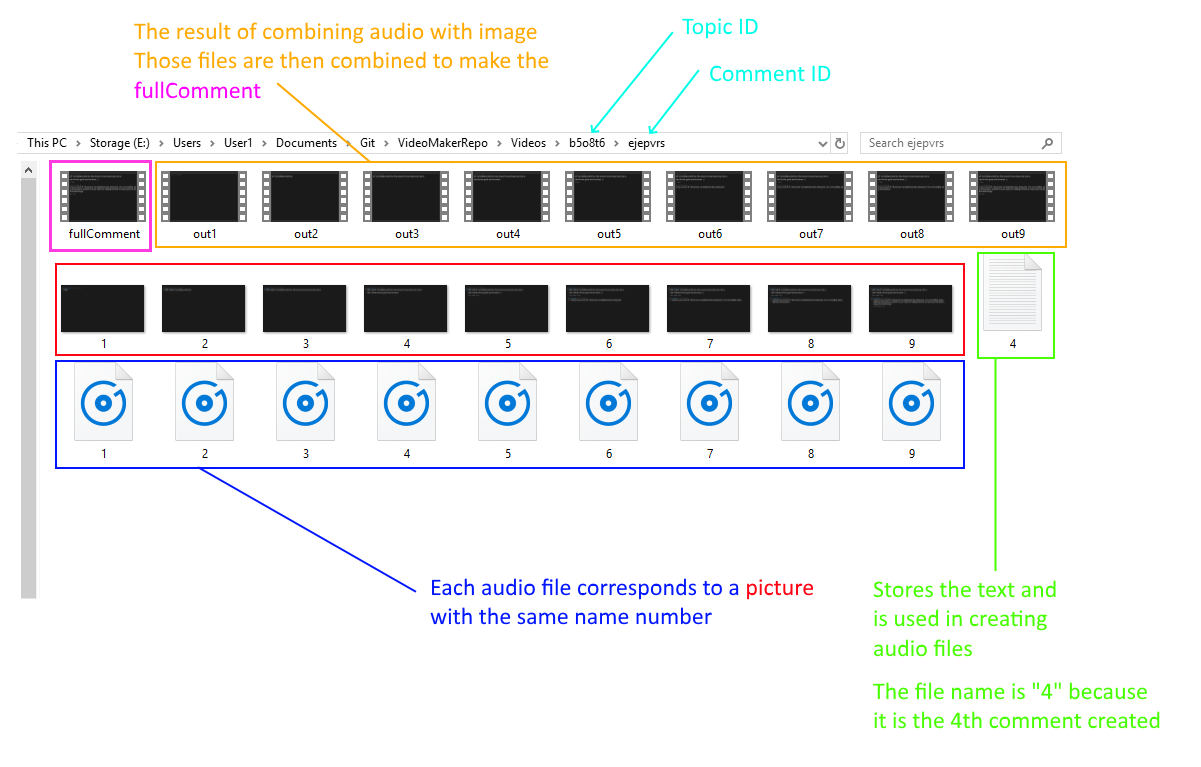 The result of combining audio with image
Those files are then combined to make the
fullComment
Topic ID
Comment ID
This PC > Storage (E:) > Users > User1 > Documents > Git > VideoMakerRepo > Videos > b5o8t6 > ejepvrs
Search ejepvrs
fullComment out1 out2 out3 out4 out5 out6 out7 out8 out9
1 2 3 4 5 6 7 8 9 4
1 2 3 4 5 6 7 8 9
Each audio file corresponds to a picture
with the same name number
Stores the text and
is used in creating
audio files
The file name is "4" because
it is the 4th comment created